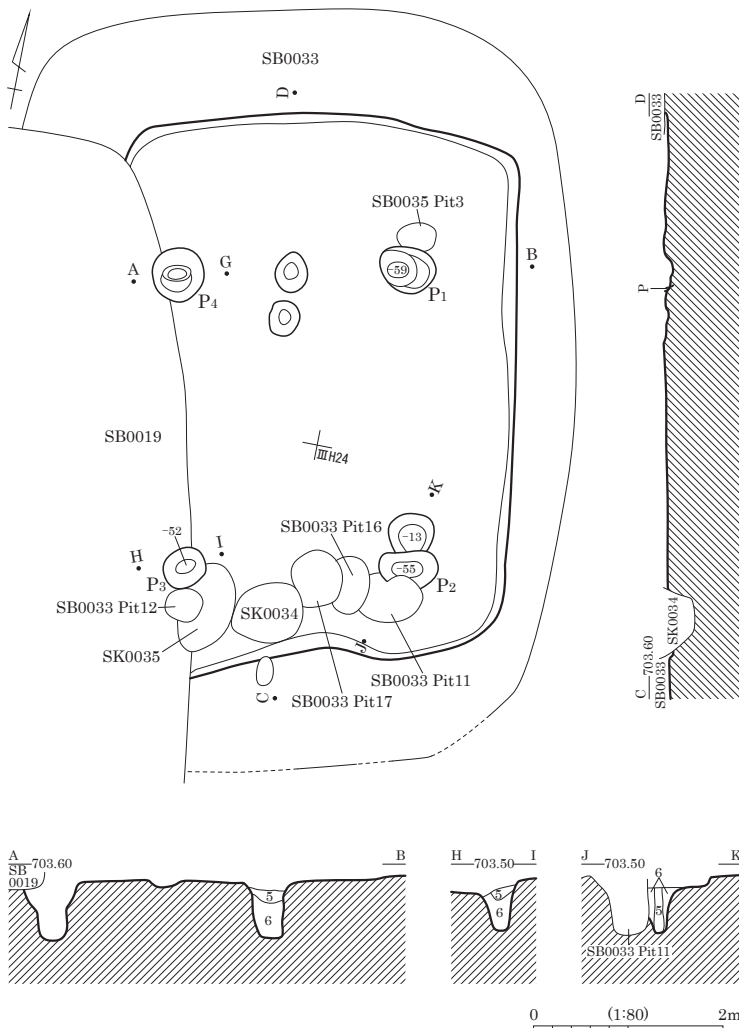 SB0033
D
SB0035 Pit3
A
G
B
-59
P4
P1
SB0019
ⅢH24
K
-52
SB0033 Pit16
-13
H
I
-55
P3
P2
SB0033 Pit12
SK0034
SK0035
J
SB0033 Pit11
C
SB0033 Pit17
D
SB0033
P
SK0034
C
703.60
SB0033
A
703.60
B
SB
0019
5
6
H
703.50
I
5
6
J
703.50
K
6
5
SB0033 Pit11
0
(1:80)
2m